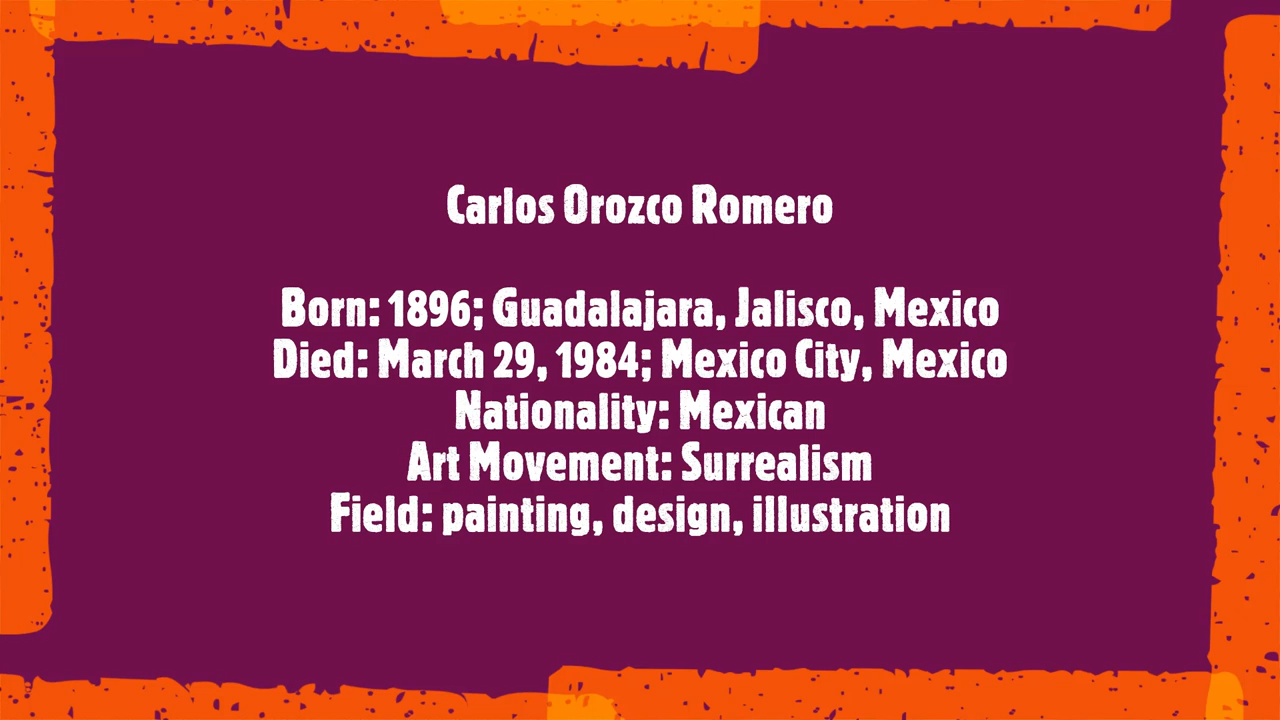 Carlos Orozco Romero
Born: 1896; Guadalajara, Jalisco, Mexico
Died: March 29, 1984; Mexico City, Mexico
Nationality: Mexican
Art Movement: Surrealism
Field: painting, design, illustration